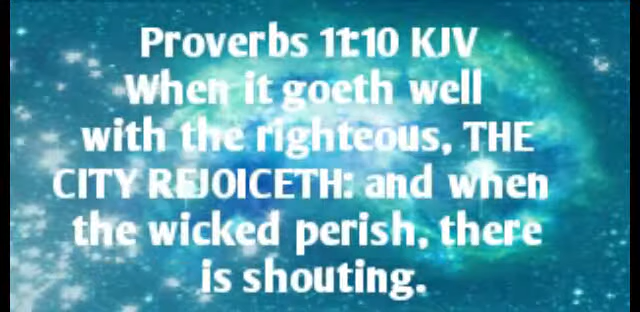 Proverbs 11:10 KJV
When it goeth well
with the righteous, THE
CITY REJOICETH: and when
the wicked perish, there
is shouting.